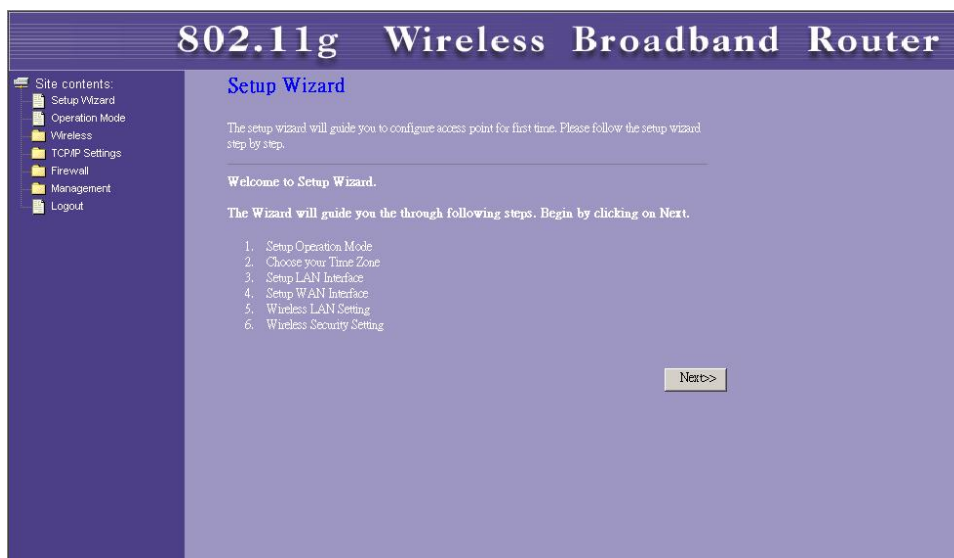 802.11g Wireless Broadband Router
Site contents:
Setup Wizard
Operation Mode
Wireless
TCP/IP Settings
Firewall
Management
Logout
Setup Wizard
The setup wizard will guide you to configure access point for first time. Please follow the setup wizard
step by step.
Welcome to Setup Wizard.
The Wizard will guide you the through following steps. Begin by clicking on Next.
1. Setup Operation Mode
2. Choose your Time Zone
3. Setup LAN Interface
4. Setup WAN Interface
5. Wireless LAN Setting
6. Wireless Security Setting
Next>>